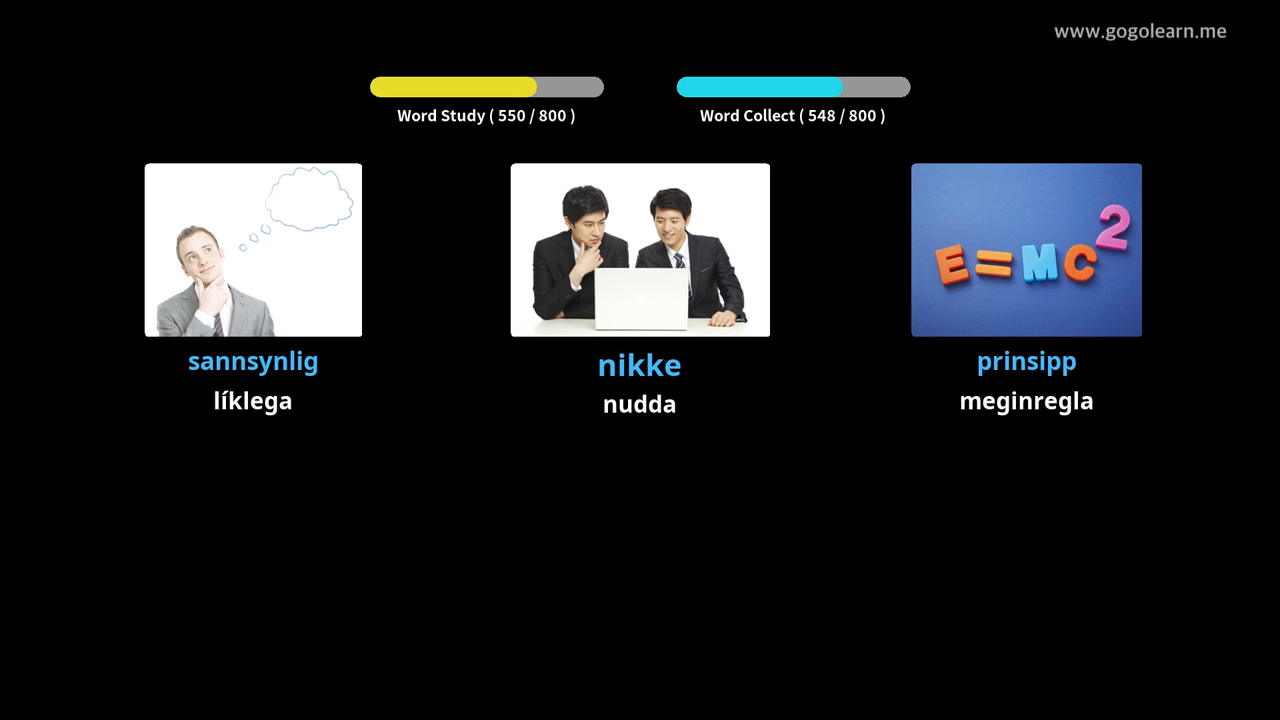 www.gogolearn.me
Word Study ( 550 / 800 )
Word Collect ( 548 / 800 )
E=MC2
sannsynlig
nikke
prinsipp
líklega
nudda
meginregla